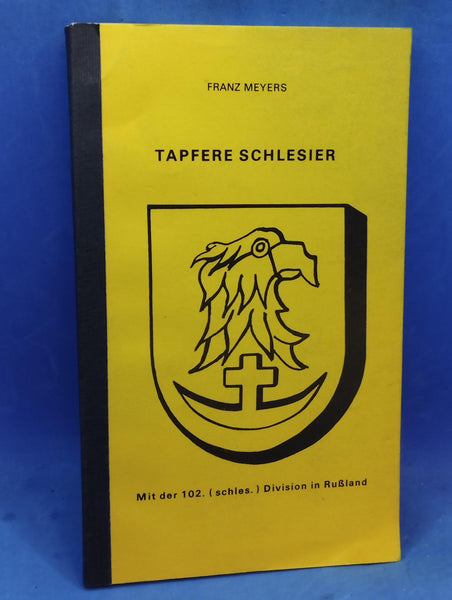 FRANZ MEYERS
TAPFERE SCHLESIER
Mit der 102. ( schles. ) Division in Rußland